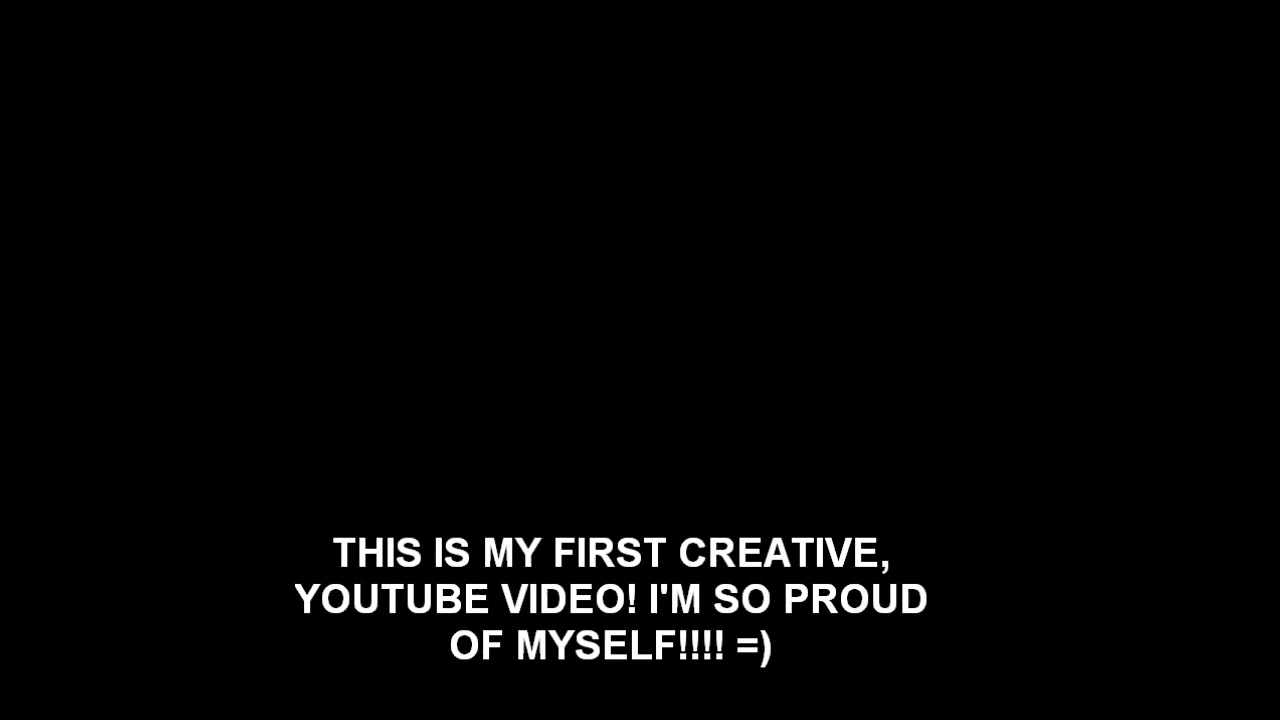 THIS IS MY FIRST CREATIVE,
YOUTUBE VIDEO! I'M SO PROUD
OF MYSELF!!!! =)